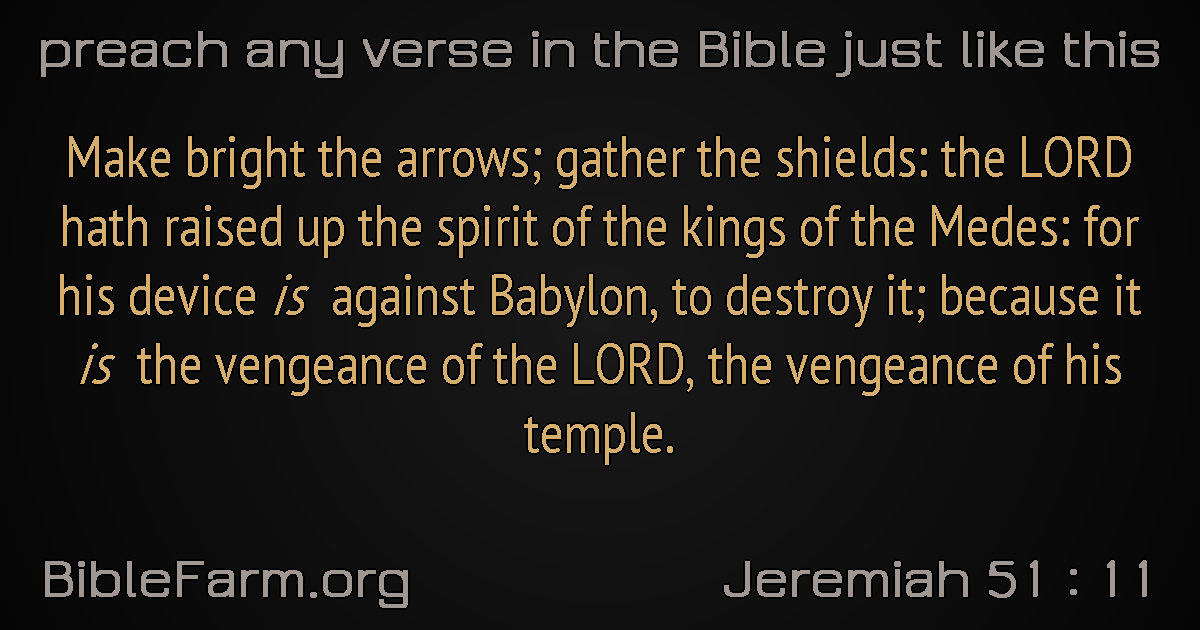 preach any verse in the Bible just like this
Make bright the arrows; gather the shields: the LORD
hath raised up the spirit of the kings of the Medes: for
his device is against Babylon, to destroy it; because it
is the vengeance of the LORD, the vengeance of his
temple.
BibleFarm.org
Jeremiah 51 : 11